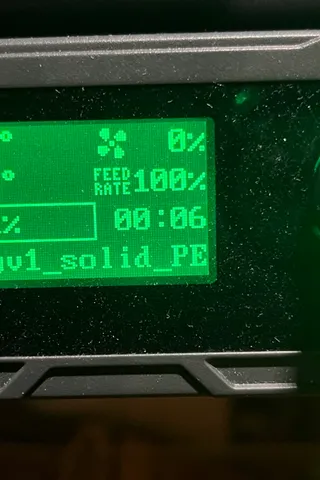 ° 0%
° FEED RATE 100%
% 00:06
v1_solid_PE